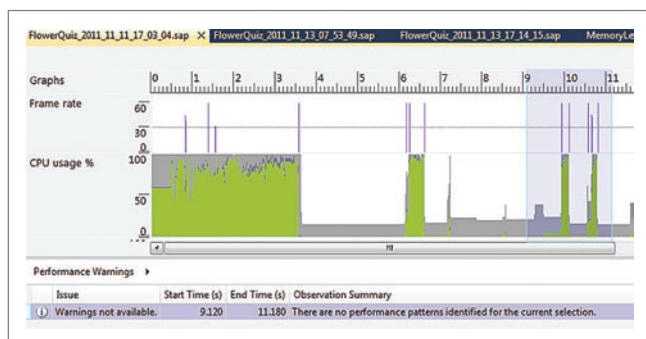 FlowerQuiz_2011_11_11_17_03_04.sap X FlowerQuiz_2011_11_13_07_53_49.sap FlowerQuiz_2011_11_13_17_14_15.sap MemoryLe
Graphs 0 1 2 3 4 5 6 7 8 9 10 11
Frame rate 60
30
0
CPU usage % 100
50
0
Performance Warnings
Issue Start Time (s) End Time (s) Observation Summary
Warnings not available. 9.120 11.180 There are no performance patterns identified for the current selection.